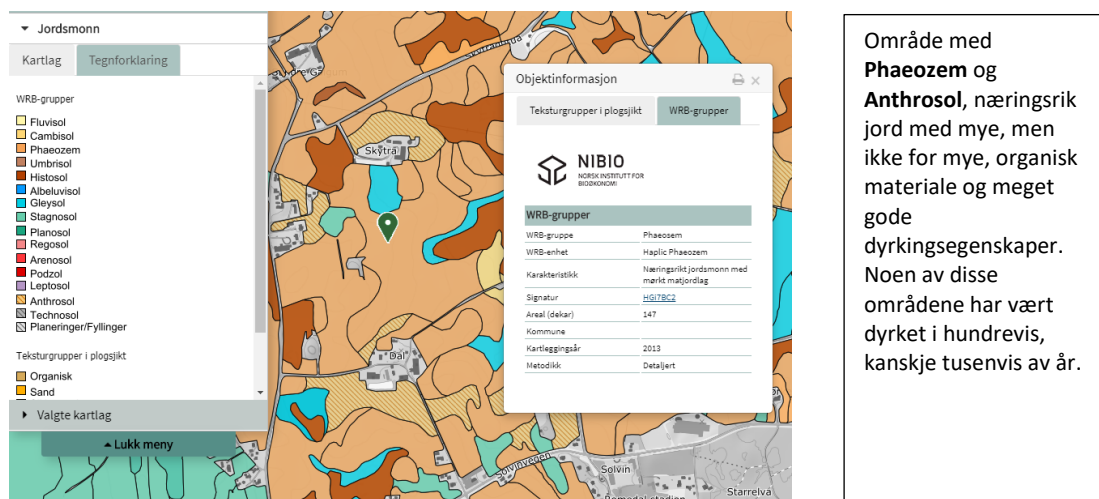 Jordsmonn
Kartlag
Tegnforklaring
WRB-grupper
Fluvisol
Cambisol
Phaeozem
Umbrisol
Histosol
Albeluvisol
Gleysol
Stagnosol
Planosol
Regosol
Arenosol
Podzol
Leptosol
Anthrosol
Technosol
Planeringer/Fyllinger
Teksturgrupper i plogsjikt
Organisk
Sand
Valgte kartlag
Lukk meny
Skytra
Dal
Solvinvegen
Solvin
Romedal stadion
Starrelva
Objektinformasjon
Teksturgrupper i plogsjikt
WRB-grupper
NIBIO
NORSK INSTITUTT FOR
BIOØKONOMI
WRB-grupper
WRB-gruppe Phaeosem
WRB-enhet Haplic Phaeozem
Karakteristikk Næringsrikt jordsmonn med
mørkt matjordlag
Signatur HGi7BC2
Areal (dekar) 147
Kommune
Kartleggingsår 2013
Metodikk Detaljert
Område med
Phaeozem og
Anthrosol, næringsrik
jord med mye, men
ikke for mye, organisk
materiale og meget
gode
dyrkingsegenskaper.
Noen av disse
områdene har vært
dyrket i hundrevis,
kanskje tusenvis av år.